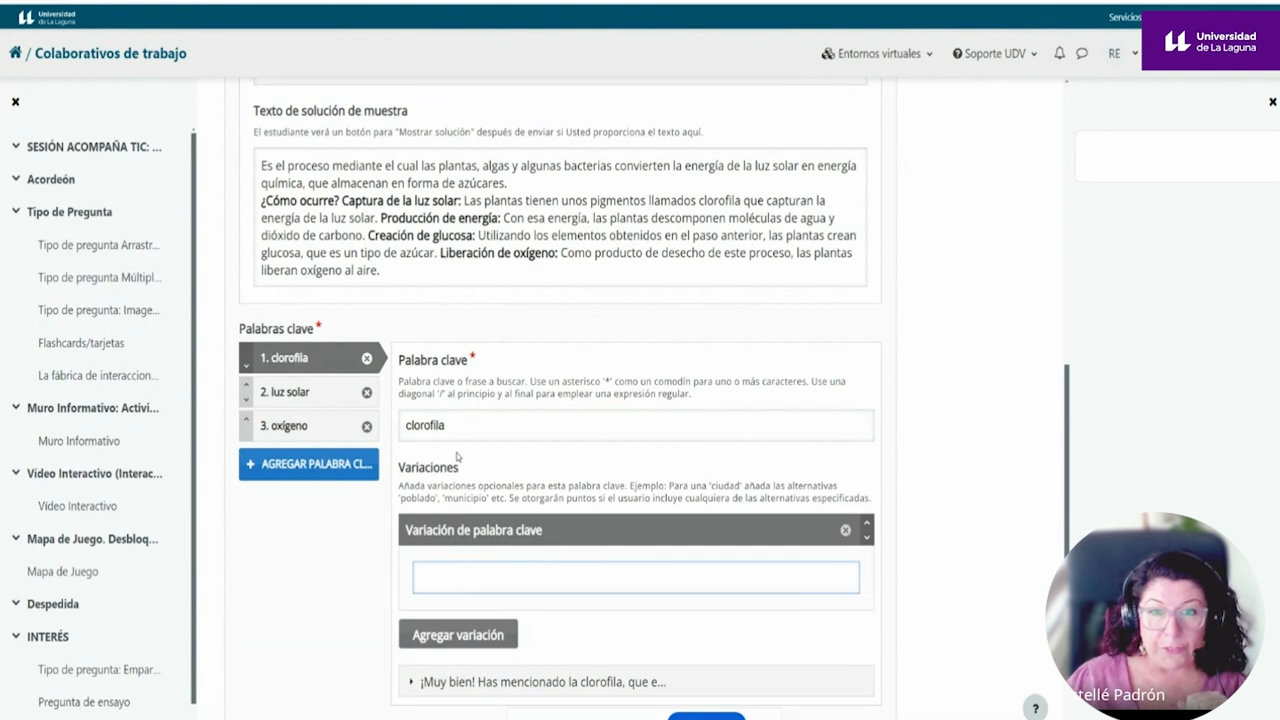 Universidad
de La Laguna
Servicios
Universidad
de La Laguna
/ Colaborativos de trabajo
Entornos virtuales
Soporte UDV
RE
SESIÓN ACOMPAÑA TIC: ...
Acordeón
Tipo de Pregunta
Tipo de pregunta Arrastr...
Tipo de pregunta Múltipl...
Tipo de pregunta: Image...
Flashcards/tarjetas
La fábrica de interaccion...
Muro Informativo: Activi...
Muro Informativo
Vídeo Interactivo (Interac...
Vídeo Interactivo
Mapa de Juego. Desbloq...
Mapa de Juego
Despedida
INTERÉS
Tipo de pregunta: Empar...
Pregunta de ensayo
Texto de solución de muestra
El estudiante verá un botón para "Mostrar solución" después de enviar si Usted proporciona el texto aquí.
Es el proceso mediante el cual las plantas, algas y algunas bacterias convierten la energía de la luz solar en energía
química, que almacenan en forma de azúcares.
¿Cómo ocurre? Captura de la luz solar: Las plantas tienen unos pigmentos llamados clorofila que capturan la
energía de la luz solar. Producción de energía: Con esa energía, las plantas descomponen moléculas de agua y
dióxido de carbono. Creación de glucosa: Utilizando los elementos obtenidos en el paso anterior, las plantas crean
glucosa, que es un tipo de azúcar. Liberación de oxígeno: Como producto de desecho de este proceso, las plantas
liberan oxígeno al aire.
Palabras clave *
1. clorofila
2. luz solar
3. oxígeno
+ AGREGAR PALABRA CL...
Palabra clave *
Palabra clave o frase a buscar. Use un asterisco '*' como un comodín para uno o más caracteres. Use una
diagonal '/' al principio y al final para emplear una expresión regular.
clorofila
Variaciones
Añada variaciones opcionales para esta palabra clave. Ejemplo: Para una 'ciudad' añada las alternativas
'poblado', 'municipio' etc. Se otorgarán puntos si el usuario incluye cualquiera de las alternativas especificadas.
Variación de palabra clave
Agregar variación
¡Muy bien! Has mencionado la clorofila, que e...
?
tellé Padrón